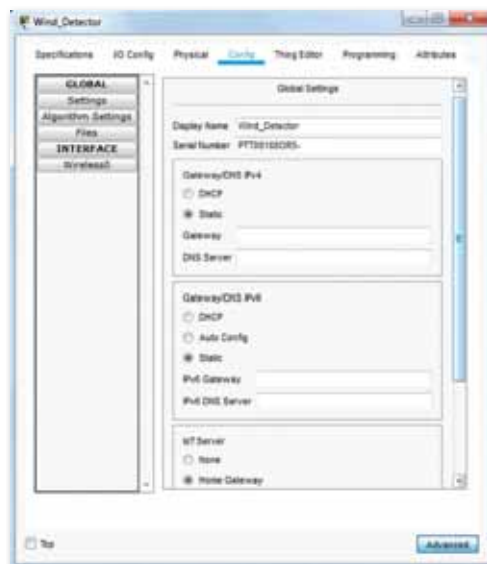 Wind_Detector
Specifications I/O Config Physical Config Thing Editor Programming Attributes
GLOBAL
Settings
Algorithm Settings
Files
INTERFACE
Wireless0
Global Settings
Display Name Wind_Detector
Serial Number
Gateway/DNS IPv4
DHCP
Static
Gateway
DNS Server
Gateway/DNS IPv6
DHCP
Auto Config
Static
IPv6 Gateway
IPv6 DNS Server
IoT Server
None
Home Gateway
Top
Advanced